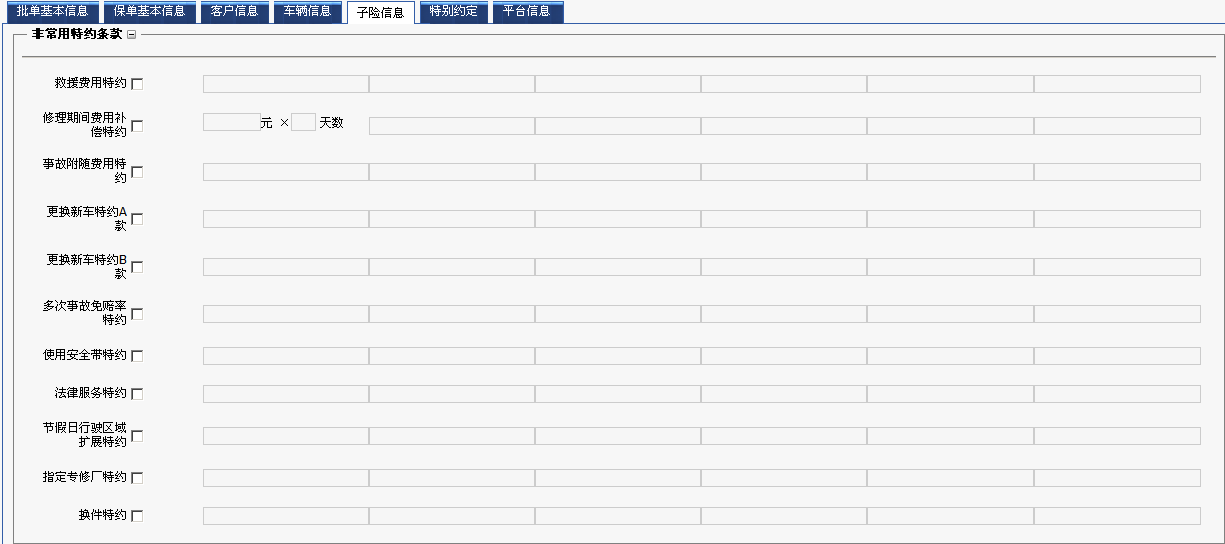 批单基本信息 保单基本信息 客户信息 车辆信息 子险信息 特别约定 平台信息
非常用特约条款
救援费用特约
修理期间费用补
偿特约
元 × 天数
事故附随费用特
约
更换新车特约A
款
更换新车特约B
款
多次事故免赔率
特约
使用安全带特约
法律服务特约
节假日行驶区域
扩展特约
指定专修厂特约
换件特约